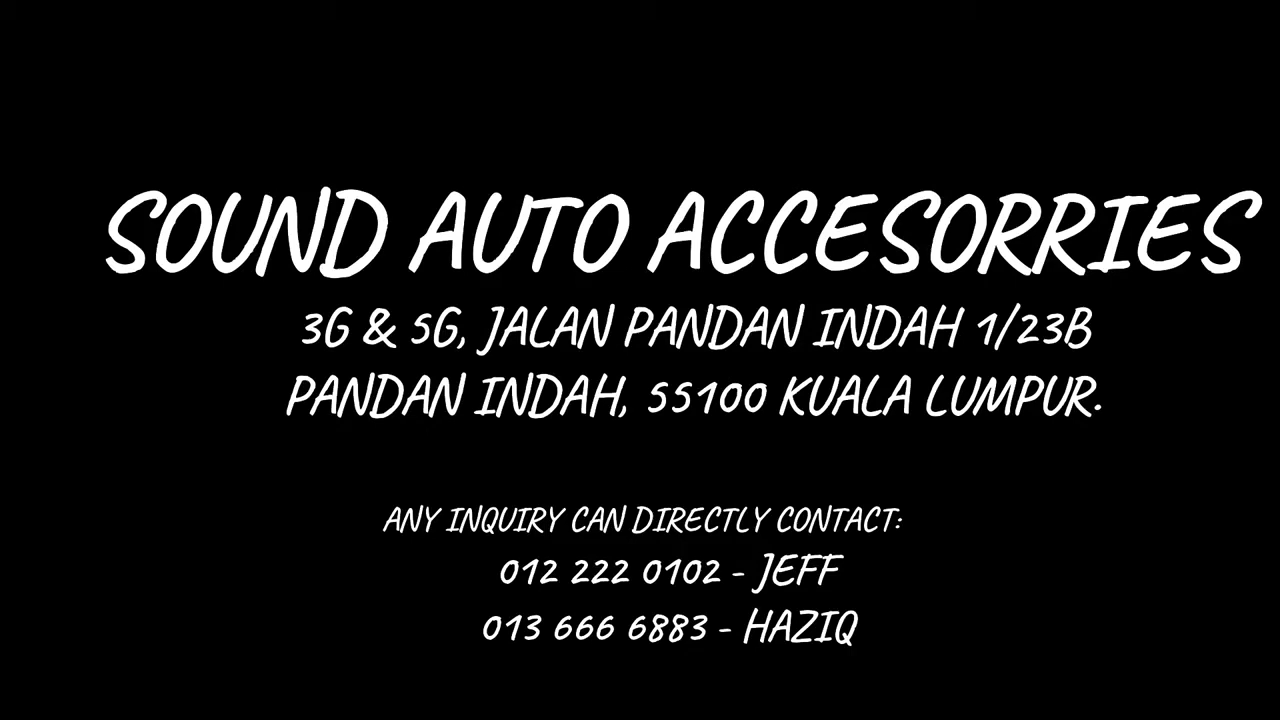 SOUND AUTO ACCESORRIES
3G & 5G, JALAN PANDAN INDAH 1/23B
PANDAN INDAH, 55100 KUALA LUMPUR.
ANY INQUIRY CAN DIRECTLY CONTACT:
012 222 0102 - JEFF
013 666 6883 - HAZIQ